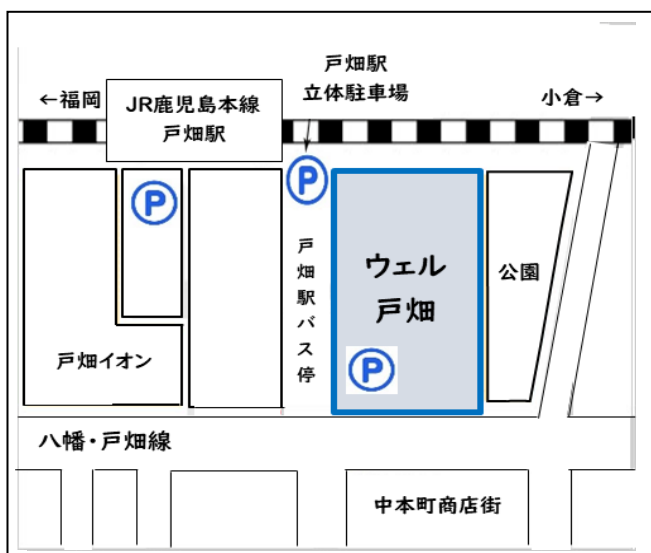 戸畑駅
立体駐車場
←福岡
JR鹿児島本線
戸畑駅
小倉→
P
P
戸畑駅バス停
ウェル
戸畑
公園
戸畑イオン
P
八幡・戸畑線
中本町商店街